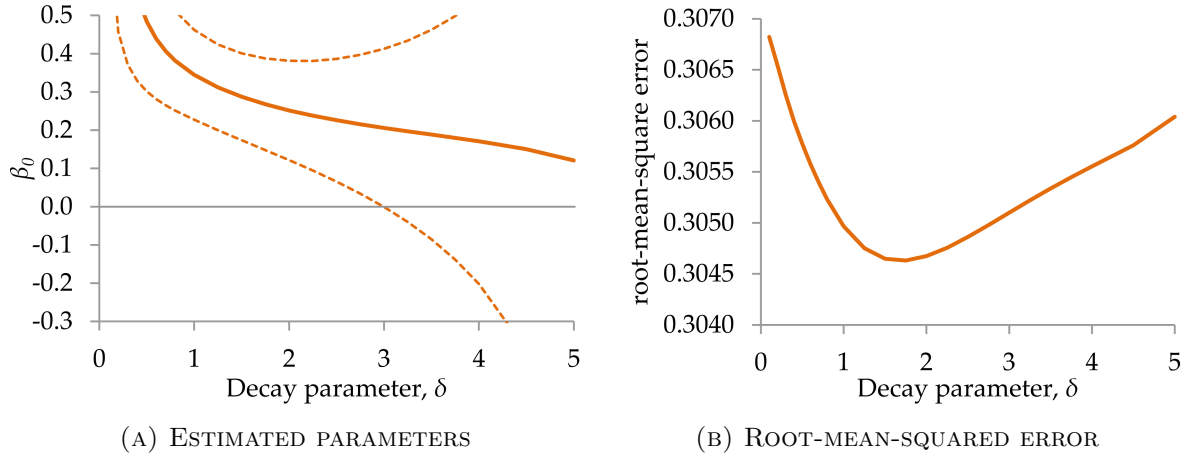 0.5
0.4
0.3
0.2
0.1
0.0
-0.1
-0.2
-0.3
β0
0 1 2 3 4 5
Decay parameter, δ
(A) ESTIMATED PARAMETERS
0.3070
0.3065
0.3060
0.3055
0.3050
0.3045
0.3040
root-mean-square error
0 1 2 3 4 5
Decay parameter, δ
(B) ROOT-MEAN-SQUARED ERROR